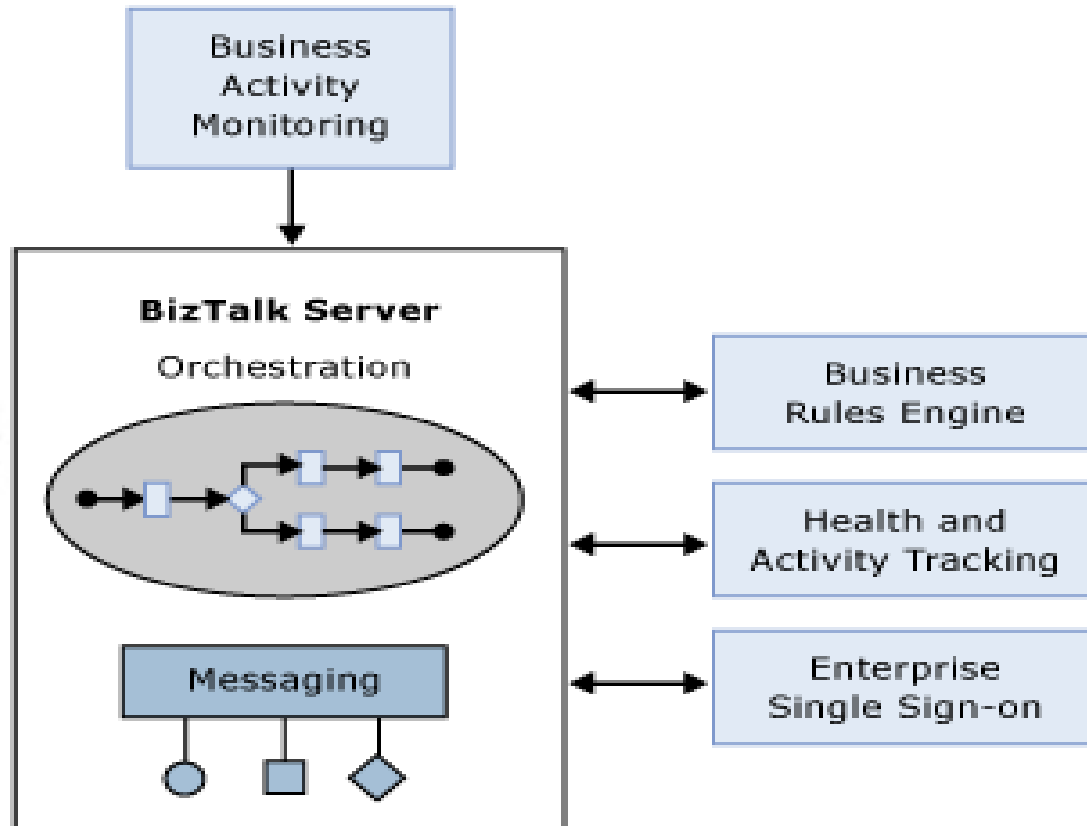 Business
Activity
Monitoring
BizTalk Server
Orchestration
Messaging
Business
Rules Engine
Health and
Activity Tracking
Enterprise
Single Sign-on